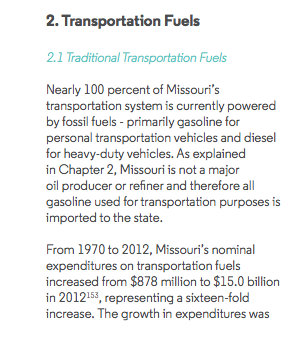 2. Transportation Fuels
2.1 Traditional Transportation Fuels
Nearly 100 percent of Missouri's
transportation system is currently powered
by fossil fuels - primarily gasoline for
personal transportation vehicles and diesel
for heavy-duty vehicles. As explained
in Chapter 2, Missouri is not a major
oil producer or refiner and therefore all
gasoline used for transportation purposes is
imported to the state.
From 1970 to 2012, Missouri's nominal
expenditures on transportation fuels
increased from $878 million to $15.0 billion
in 2012¹⁵³, representing a sixteen-fold
increase. The growth in expenditures was